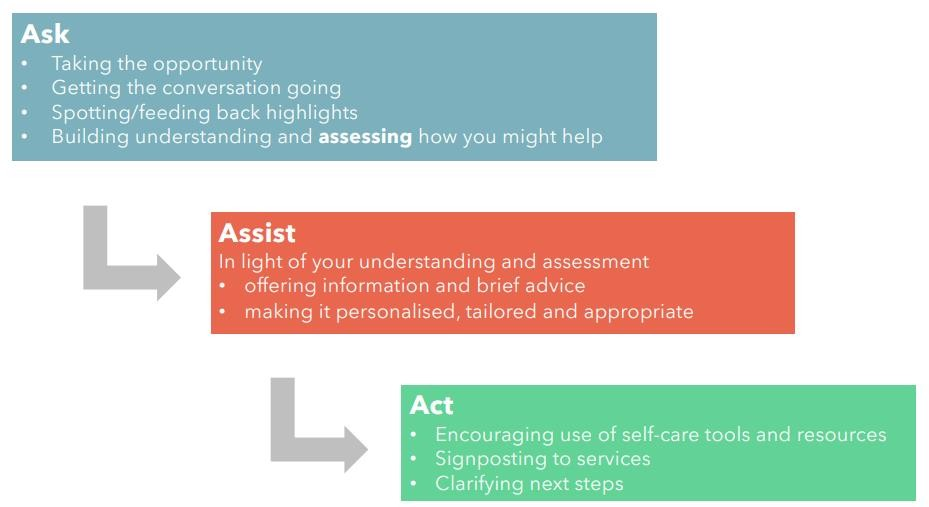 Ask
• Taking the opportunity
• Getting the conversation going
• Spotting/feeding back highlights
• Building understanding and assessing how you might help
Assist
In light of your understanding and assessment
• offering information and brief advice
• making it personalised, tailored and appropriate
Act
• Encouraging use of self-care tools and resources
• Signposting to services
• Clarifying next steps